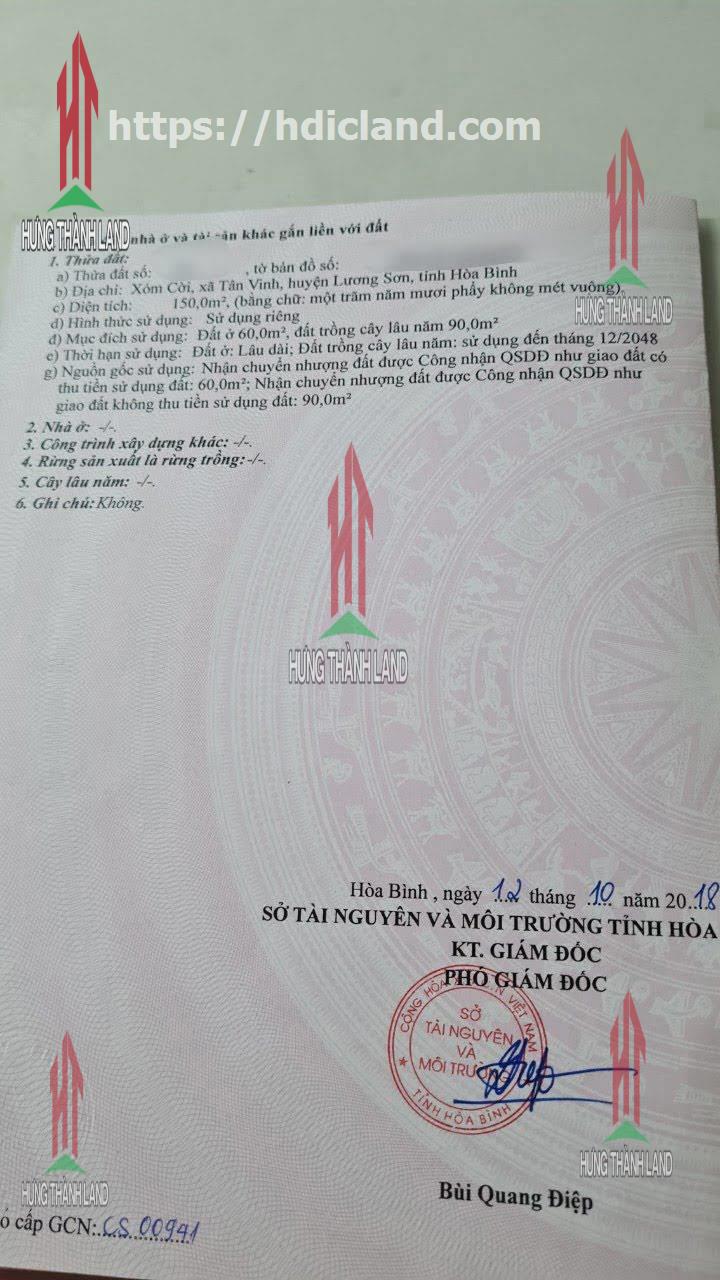 https://hdicland.com
HƯNG THÀNH LAND
nhà ở và tài sản khác gắn liền với đất
1. Thửa đất:
a) Thửa đất số: , tờ bản đồ số:
b) Địa chỉ: Xóm Cời, xã Tân Vinh, huyện Lương Sơn, tỉnh Hòa Bình
c) Diện tích: 150,0m², (bằng chữ: một trăm năm mươi phẩy không mét vuông),
HƯNG THÀNH LAND
d) Hình thức sử dụng: Sử dụng riêng
đ) Mục đích sử dụng: Đất ở 60,0m², đất trồng cây lâu năm 90,0m²
e) Thời hạn sử dụng: Đất ở: Lâu dài; Đất trồng cây lâu năm: sử dụng đến tháng 12/2048
g) Nguồn gốc sử dụng: Nhận chuyển nhượng đất được Công nhận QSDĐ như giao đất có
thu tiền sử dụng đất: 60,0m²; Nhận chuyển nhượng đất được Công nhận QSDĐ như
giao đất không thu tiền sử dụng đất: 90,0m²
2. Nhà ở: -/-.
3. Công trình xây dựng khác: -/-.
4. Rừng sản xuất là rừng trồng: -/-.
5. Cây lâu năm: -/-.
6. Ghi chú: Không.
HƯNG THÀNH LAND
Hòa Bình , ngày 12 tháng 10 năm 2018
SỞ TÀI NGUYÊN VÀ MÔI TRƯỜNG TỈNH HÒA
KT. GIÁM ĐỐC
PHÓ GIÁM ĐỐC
SỞ
TÀI NGUYÊN
VÀ
MÔI TRƯỜNG
TỈNH HÒA BÌNH
HƯNG THÀNH LAND
HƯNG THÀNH LAND
Bùi Quang Điệp
cấp GCN: CS 00941